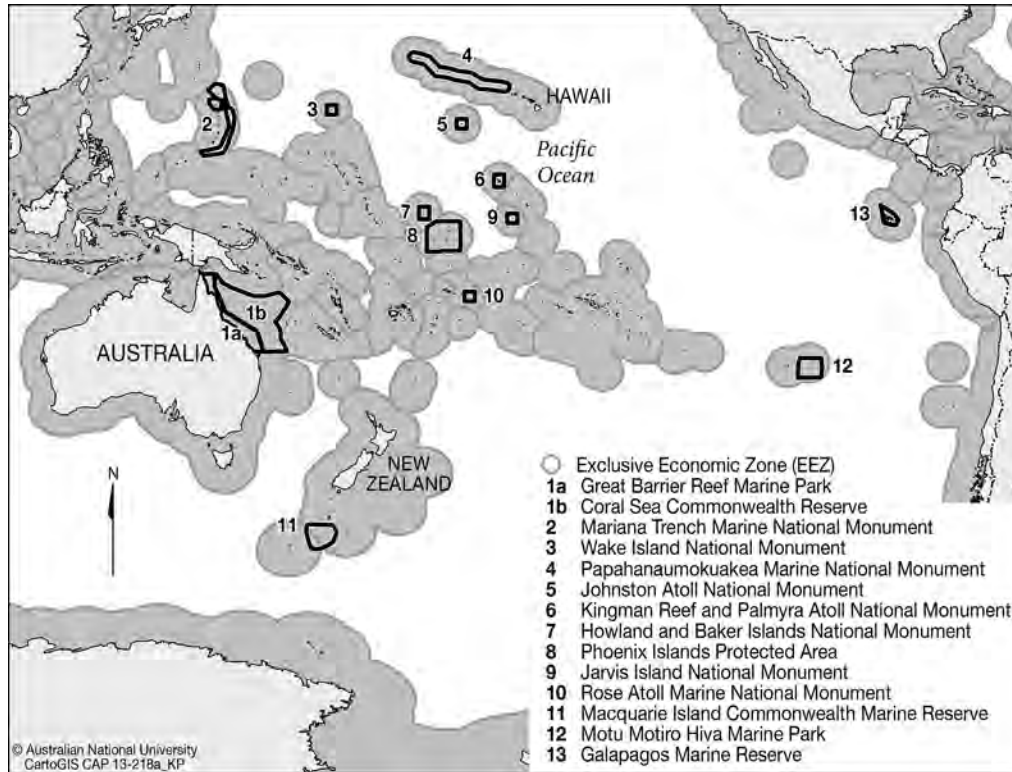 4
HAWAII
3
2
5
Pacific
Ocean
6
7
9
8
13
10
1b
1a
AUSTRALIA
12
N
NEW
ZEALAND
11
Exclusive Economic Zone (EEZ)
1a Great Barrier Reef Marine Park
1b Coral Sea Commonwealth Reserve
2 Mariana Trench Marine National Monument
3 Wake Island National Monument
4 Papahanaumokuakea Marine National Monument
5 Johnston Atoll National Monument
6 Kingman Reef and Palmyra Atoll National Monument
7 Howland and Baker Islands National Monument
8 Phoenix Islands Protected Area
9 Jarvis Island National Monument
10 Rose Atoll Marine National Monument
11 Macquarie Island Commonwealth Marine Reserve
12 Motu Motiro Hiva Marine Park
13 Galapagos Marine Reserve
© Australian National University
CartoGIS CAP 13-218a_KP